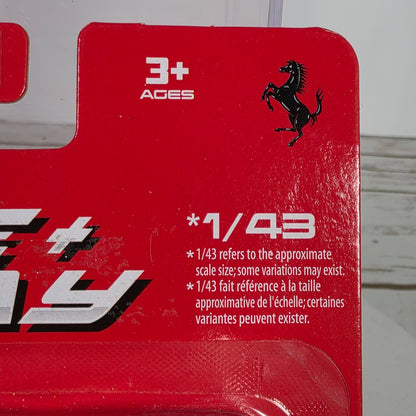 3+
AGES
*1/43
* 1/43 refers to the approximate
scale size; some variations may exist.
* 1/43 fait référence à la taille
approximative de l'échelle; certaines
variantes peuvent exister.